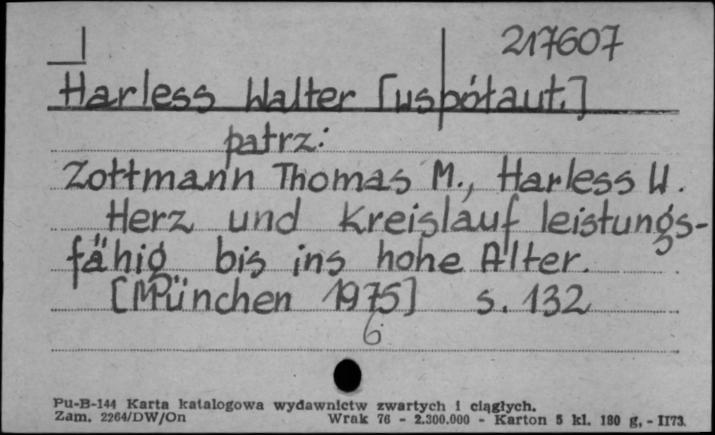 217607
Harless Walter [współaut.]
patrz:
Zottmann Thomas M., Harless W.
Herz und Kreislauf leistungs-
fähig bis ins hohe Alter.
[München 1975] s. 132
6
Pu-B-144 Karta katalogowa wydawnictw zwartych i ciągłych.
Zam. 2264/DW/On Wrak 76 - 2.300.000 - Karton 5 kl. 180 g, - II73.